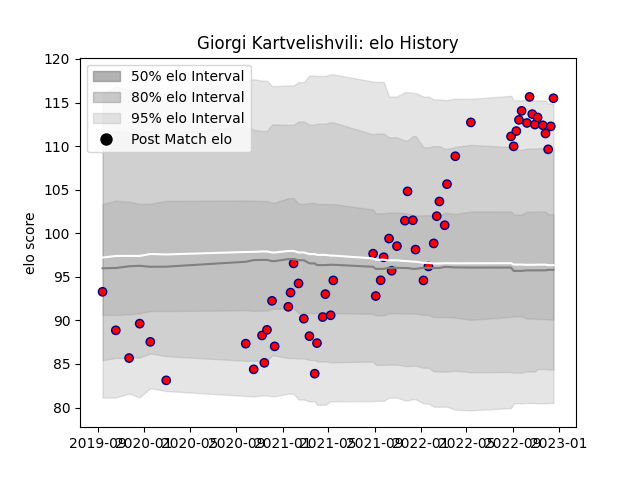 Giorgi Kartvelishvili: elo History
50% elo Interval
80% elo Interval
95% elo Interval
Post Match elo
elo score
120
115
110
105
100
95
90
85
80
2019-09 2020-01 2020-05 2020-09 2021-01 2021-05 2021-09 2022-01 2022-05 2022-09 2023-01